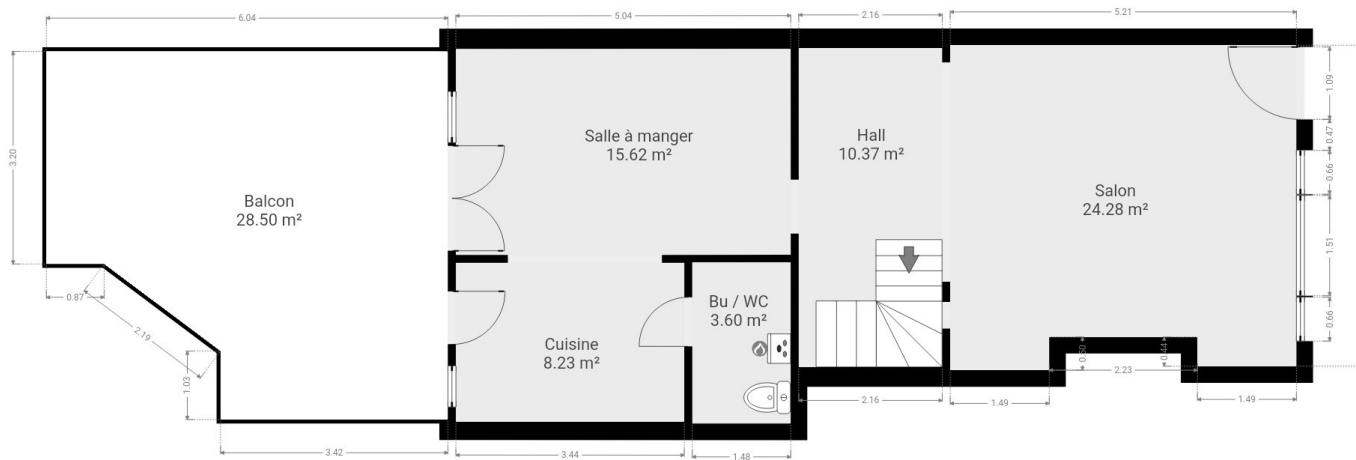 6.04
5.04
2.16
5.21
3.20
1.09
0.47
0.66
1.51
0.66
Salle à manger
15.62 m²
Hall
10.37 m²
Salon
24.28 m²
Balcon
28.50 m²
Bu / WC
3.60 m²
Cuisine
8.23 m²
0.87
2.19
1.03
0.50
0.44
2.23
1.49
1.49
2.16
3.42
3.44
1.48